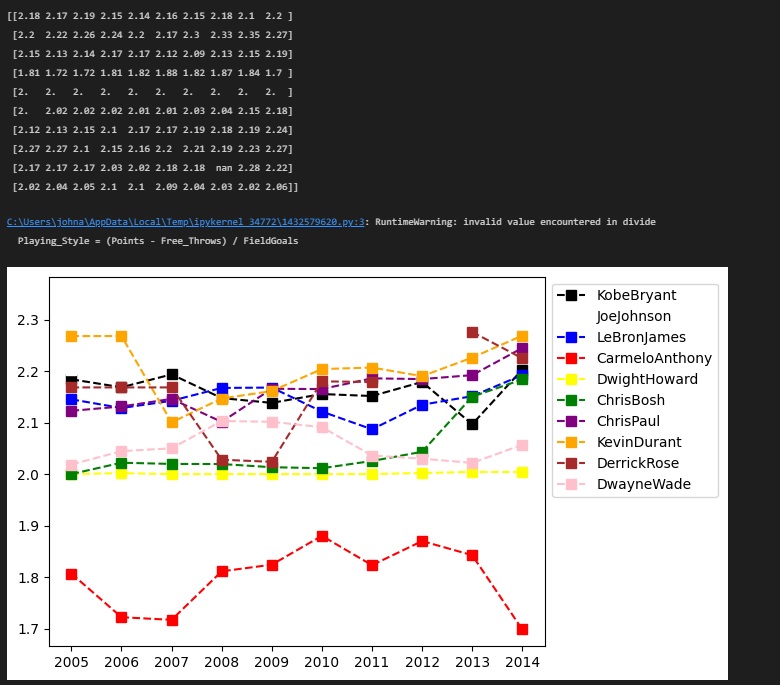 [[2.18 2.17 2.19 2.15 2.14 2.16 2.15 2.18 2.1  2.2 ]
 [2.2  2.22 2.26 2.24 2.2  2.17 2.3  2.33 2.35 2.27]
 [2.15 2.13 2.14 2.17 2.17 2.12 2.09 2.13 2.15 2.19]
 [1.81 1.72 1.72 1.81 1.82 1.88 1.82 1.87 1.84 1.7 ]
 [2.   2.   2.   2.   2.   2.   2.   2.   2.   2.  ]
 [2.   2.02 2.02 2.02 2.01 2.01 2.03 2.04 2.15 2.18]
 [2.12 2.13 2.15 2.1  2.17 2.17 2.19 2.18 2.19 2.24]
 [2.27 2.27 2.1  2.15 2.16 2.2  2.21 2.19 2.23 2.27]
 [2.17 2.17 2.17 2.03 2.02 2.18 2.18  nan 2.28 2.22]
 [2.02 2.04 2.05 2.1  2.1  2.09 2.04 2.03 2.02 2.06]]
C:\Users\johna\AppData\Local\Temp\ipykernel_34772\1432579620.py:3: RuntimeWarning: invalid value encountered in divide
  Playing_Style = (Points - Free_Throws) / FieldGoals
2.3
2.2
2.1
2.0
1.9
1.8
1.7
2005 2006 2007 2008 2009 2010 2011 2012 2013 2014
KobeBryant
JoeJohnson
LeBronJames
CarmeloAnthony
DwightHoward
ChrisBosh
ChrisPaul
KevinDurant
DerrickRose
DwayneWade